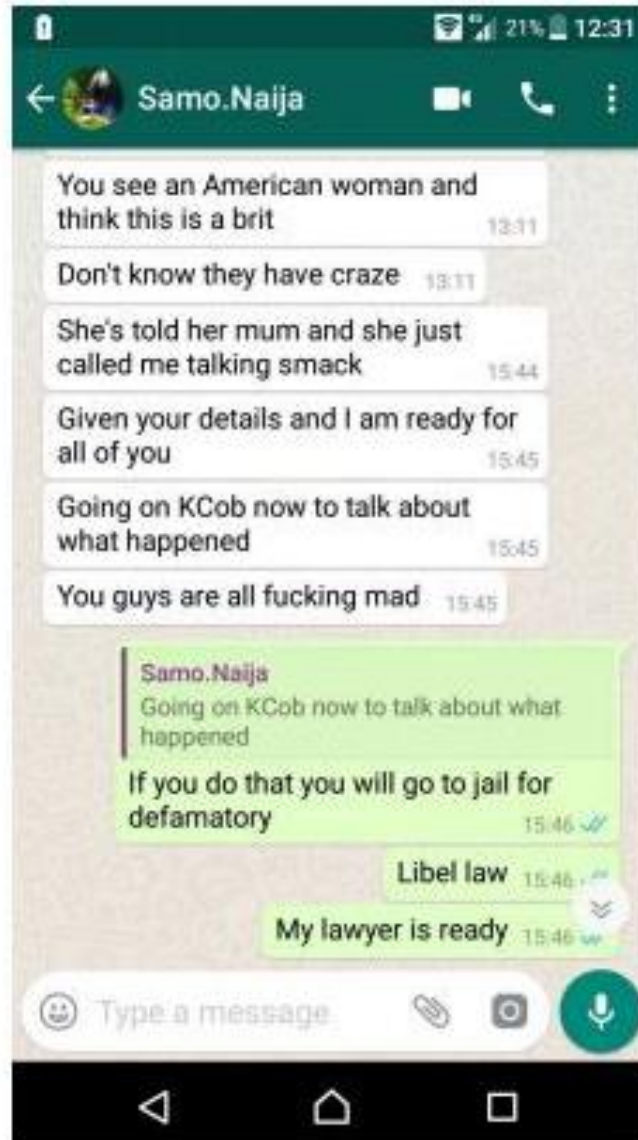 21% 12:31
Samo.Naija
You see an American woman and
think this is a brit
13:11
Don't know they have craze 13:11
She's told her mum and she just
called me talking smack
15:44
Given your details and I am ready for
all of you
15:45
Going on KCob now to talk about
what happened
15:45
You guys are all fucking mad 15:45
Samo.Naija
Going on KCob now to talk about what
happened
If you do that you will go to jail for
defamatory
15:46
Libel law 15:46
My lawyer is ready 15:46
Type a message